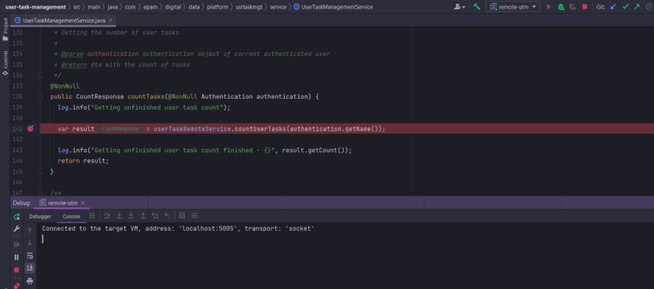 user-task-management › src › main › java › com › epam › digital › data › platform › usrtaskmgt › service › UserTaskManagementService
remote-utm
Git:
UserTaskManagementService.java
Project
Commit
132 * Getting the number of user tasks
133 *
134 * @param authentication authentication object of current authenticated user
135 * @return dto with the count of tasks
136 */
137 @NonNull
138 public CountResponse countTasks(@NonNull Authentication authentication) {
139 log.info("Getting unfinished user task count");
140
141 var result CountResponse = userTaskRemoteService.countUserTasks(authentication.getName());
142
143 log.info("Getting unfinished user task count finished - {}", result.getCount());
144 return result;
145 }
146
147 /**
Debug: remote-utm
Debugger Console
Connected to the target VM, address: 'localhost:5005', transport: 'socket'